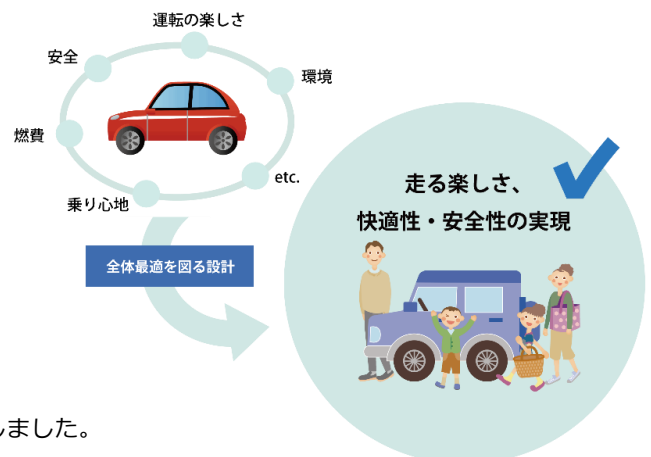 運転の楽しさ
安全
環境
燃費
etc.
乗り心地
走る楽しさ、
快適性・安全性の実現
全体最適を図る設計
しました。